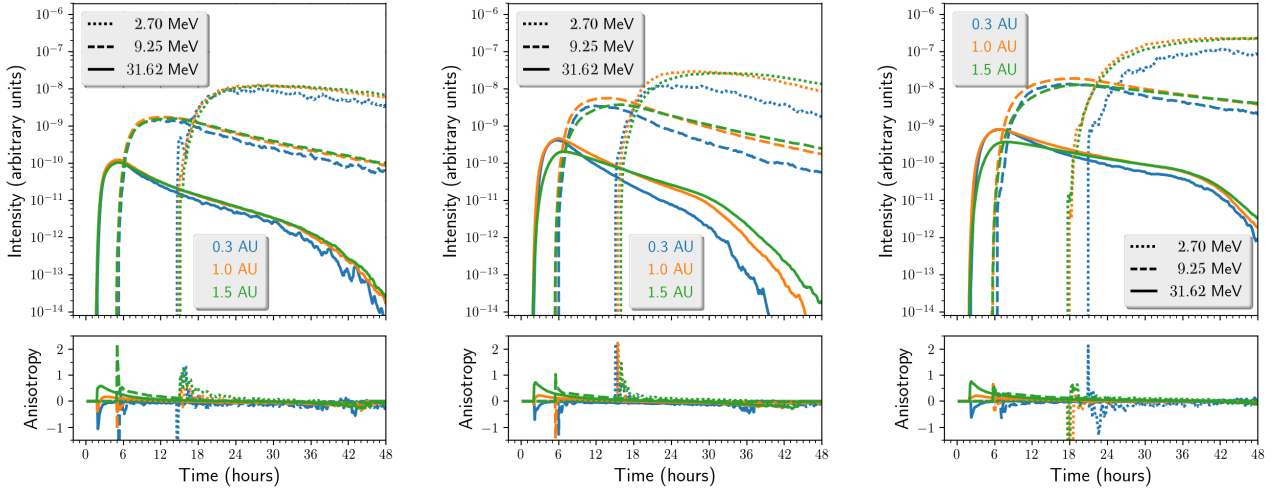 10⁻⁶
10⁻⁷
10⁻⁸
10⁻⁹
10⁻¹⁰
10⁻¹¹
10⁻¹²
10⁻¹³
10⁻¹⁴
Intensity (arbitrary units)
2.70 MeV
9.25 MeV
31.62 MeV
0.3 AU
1.0 AU
1.5 AU
2
1
0
−1
Anisotropy
0 6 12 18 24 30 36 42 48
Time (hours)
10⁻⁶
10⁻⁷
10⁻⁸
10⁻⁹
10⁻¹⁰
10⁻¹¹
10⁻¹²
10⁻¹³
10⁻¹⁴
Intensity (arbitrary units)
2.70 MeV
9.25 MeV
31.62 MeV
0.3 AU
1.0 AU
1.5 AU
2
1
0
−1
Anisotropy
0 6 12 18 24 30 36 42 48
Time (hours)
10⁻⁶
10⁻⁷
10⁻⁸
10⁻⁹
10⁻¹⁰
10⁻¹¹
10⁻¹²
10⁻¹³
10⁻¹⁴
Intensity (arbitrary units)
0.3 AU
1.0 AU
1.5 AU
2.70 MeV
9.25 MeV
31.62 MeV
2
1
0
−1
Anisotropy
0 6 12 18 24 30 36 42 48
Time (hours)